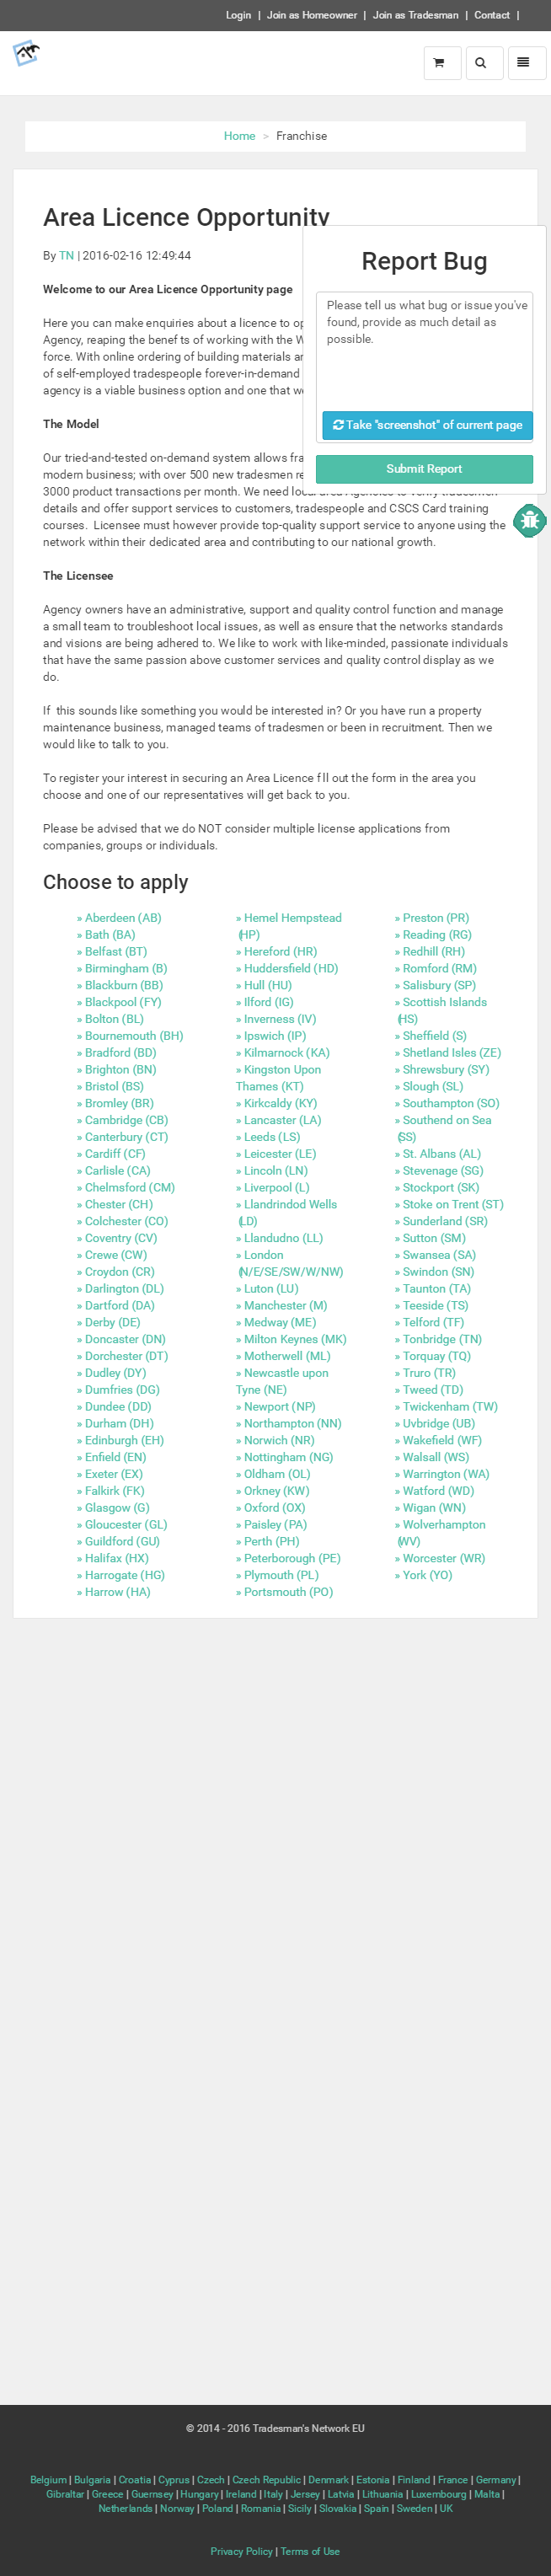 Login | Join as Homeowner | Join as Tradesman | Contact |
Home > Franchise
Area Licence Opportunity
By TN | 2016-02-16 12:49:44
Welcome to our Area Licence Opportunity page
Here you can make enquiries about a licence to op
Agency, reaping the benefits of working with the W
force. With online ordering of building materials an
of self-employed tradespeople forever-in-demand
agency is a viable business option and one that we
The Model
Our tried-and-tested on-demand system allows fra
modern business; with over 500 new tradesmen re
3000 product transactions per month. We need local area Agencies to verify tradesmen
details and offer support services to customers, tradespeople and CSCS Card training
courses. Licensee must however provide top-quality support service to anyone using the
network within their dedicated area and contributing to our national growth.
Report Bug
Please tell us what bug or issue you've
found, provide as much detail as
possible.
Take "screenshot" of current page
Submit Report
The Licensee
Agency owners have an administrative, support and quality control function and manage
a small team to troubleshoot local issues, as well as ensure that the networks standards
and visions are being adhered to. We like to work with like-minded, passionate individuals
that have same passion above customer services and quality control display as we
do.
If this sounds like something you would be interested in? Or you have run a property
maintenance business, managed teams of tradesmen or been in recruitment. Then we
would like to talk to you.
To register your interest in securing an Area Licence fll out the form in the area you
choose and one of our representatives will get back to you.
Please be advised that we do NOT consider multiple license applications from
companies, groups or individuals.
Choose to apply
» Aberdeen (AB)
» Bath (BA)
» Belfast (BT)
» Birmingham (B)
» Blackburn (BB)
» Blackpool (FY)
» Bolton (BL)
» Bournemouth (BH)
» Bradford (BD)
» Brighton (BN)
» Bristol (BS)
» Bromley (BR)
» Cambridge (CB)
» Canterbury (CT)
» Cardiff (CF)
» Carlisle (CA)
» Chelmsford (CM)
» Chester (CH)
» Colchester (CO)
» Coventry (CV)
» Crewe (CW)
» Croydon (CR)
» Darlington (DL)
» Dartford (DA)
» Derby (DE)
» Doncaster (DN)
» Dorchester (DT)
» Dudley (DY)
» Dumfries (DG)
» Dundee (DD)
» Durham (DH)
» Edinburgh (EH)
» Enfield (EN)
» Exeter (EX)
» Falkirk (FK)
» Glasgow (G)
» Gloucester (GL)
» Guildford (GU)
» Halifax (HX)
» Harrogate (HG)
» Harrow (HA)
» Hemel Hempstead
(HP)
» Hereford (HR)
» Huddersfield (HD)
» Hull (HU)
» Ilford (IG)
» Inverness (IV)
» Ipswich (IP)
» Kilmarnock (KA)
» Kingston Upon
Thames (KT)
» Kirkcaldy (KY)
» Lancaster (LA)
» Leeds (LS)
» Leicester (LE)
» Lincoln (LN)
» Liverpool (L)
» Llandrindod Wells
(LD)
» Llandudno (LL)
» London
(N/E/SE/SW/W/NW)
» Luton (LU)
» Manchester (M)
» Medway (ME)
» Milton Keynes (MK)
» Motherwell (ML)
» Newcastle upon
Tyne (NE)
» Newport (NP)
» Northampton (NN)
» Norwich (NR)
» Nottingham (NG)
» Oldham (OL)
» Orkney (KW)
» Oxford (OX)
» Paisley (PA)
» Perth (PH)
» Peterborough (PE)
» Plymouth (PL)
» Portsmouth (PO)
» Preston (PR)
» Reading (RG)
» Redhill (RH)
» Romford (RM)
» Salisbury (SP)
» Scottish Islands
(HS)
» Sheffield (S)
» Shetland Isles (ZE)
» Shrewsbury (SY)
» Slough (SL)
» Southampton (SO)
» Southend on Sea
(SS)
» St. Albans (AL)
» Stevenage (SG)
» Stockport (SK)
» Stoke on Trent (ST)
» Sunderland (SR)
» Sutton (SM)
» Swansea (SA)
» Swindon (SN)
» Taunton (TA)
» Teeside (TS)
» Telford (TF)
» Tonbridge (TN)
» Torquay (TQ)
» Truro (TR)
» Tweed (TD)
» Twickenham (TW)
» Uvbridge (UB)
» Wakefield (WF)
» Walsall (WS)
» Warrington (WA)
» Watford (WD)
» Wigan (WN)
» Wolverhampton
(WV)
» Worcester (WR)
» York (YO)
© 2014 - 2016 Tradesman's Network EU
Belgium | Bulgaria | Croatia | Cyprus | Czech | Czech Republic | Denmark | Estonia | Finland | France | Germany |
Gibraltar | Greece | Guernsey | Hungary | Ireland | Italy | Jersey | Latvia | Lithuania | Luxembourg | Malta |
Netherlands | Norway | Poland | Romania | Sicily | Slovakia | Spain | Sweden | UK
Privacy Policy | Terms of Use